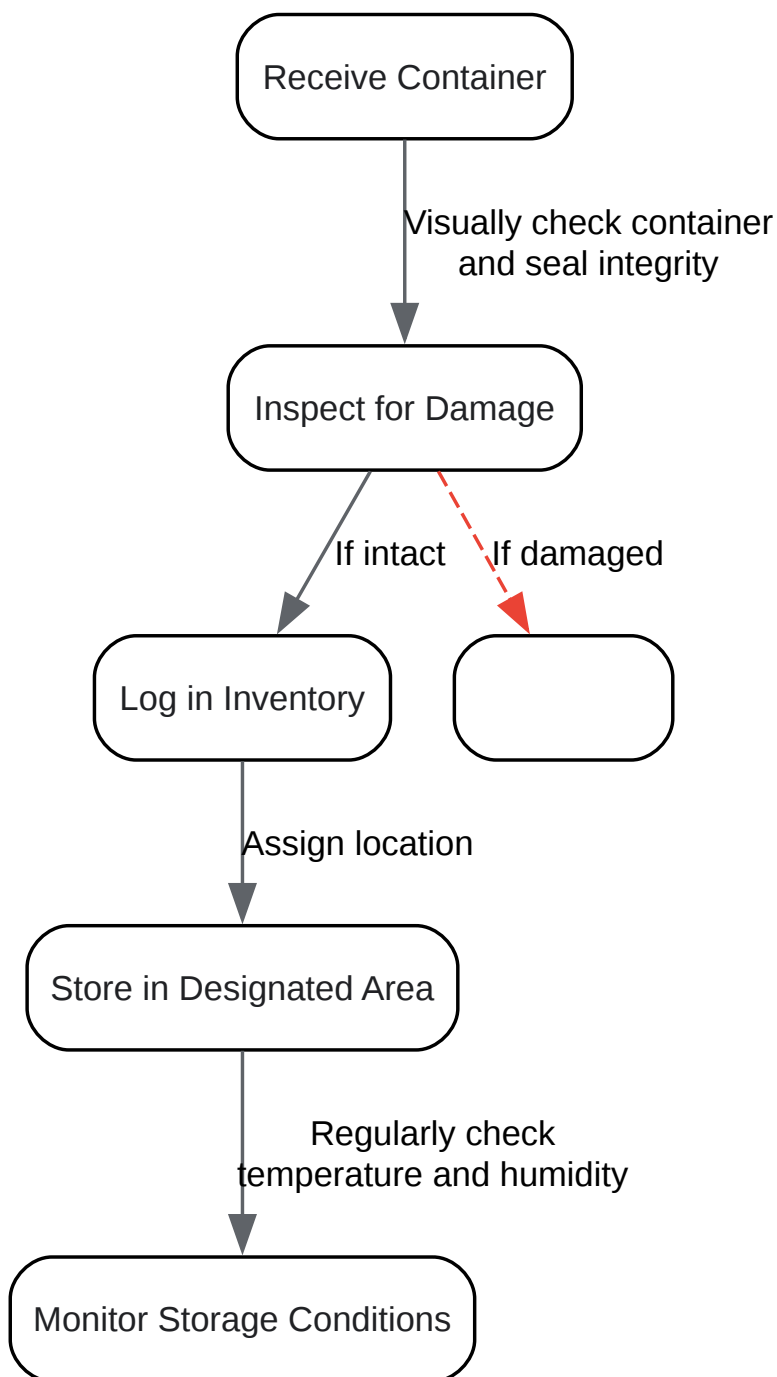 Receive Container
Visually check container
and seal integrity
Inspect for Damage
If intact
If damaged
Log in Inventory
Assign location
Store in Designated Area
Regularly check
temperature and humidity
Monitor Storage Conditions